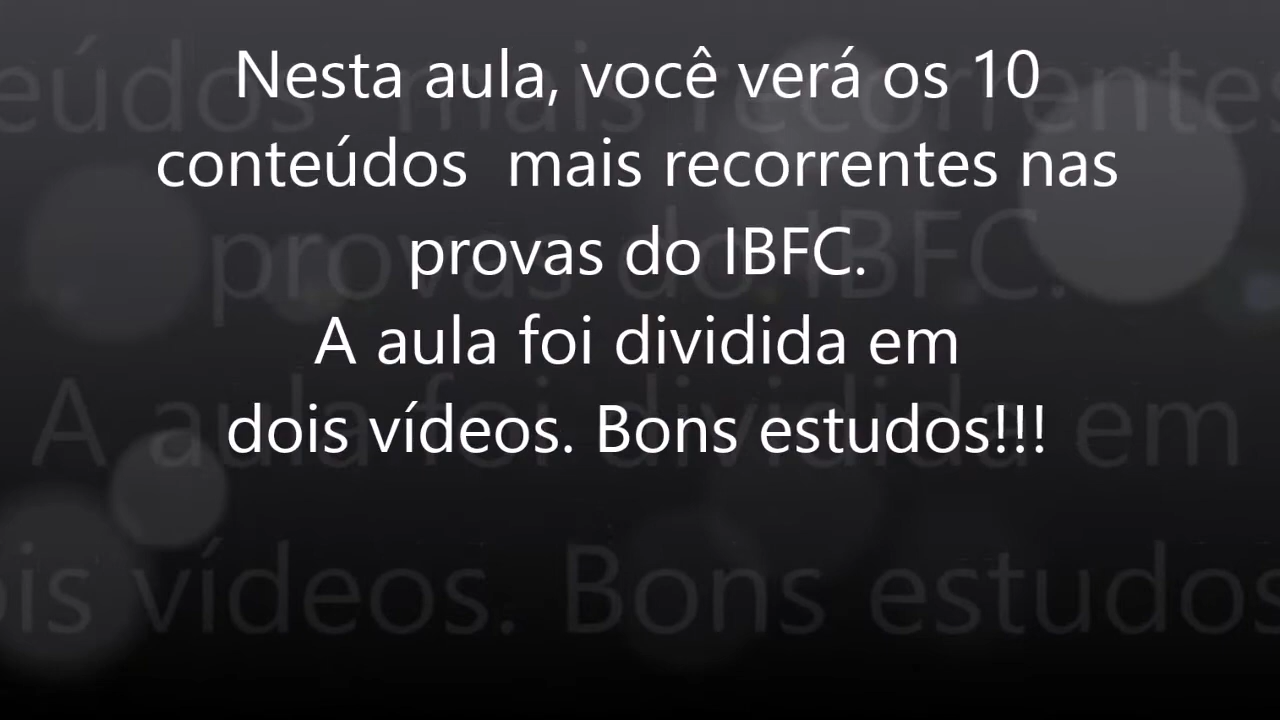 Nesta aula, você verá os 10
conteúdos  mais recorrentes nas
provas do IBFC.
A aula foi dividida em
dois vídeos. Bons estudos!!!